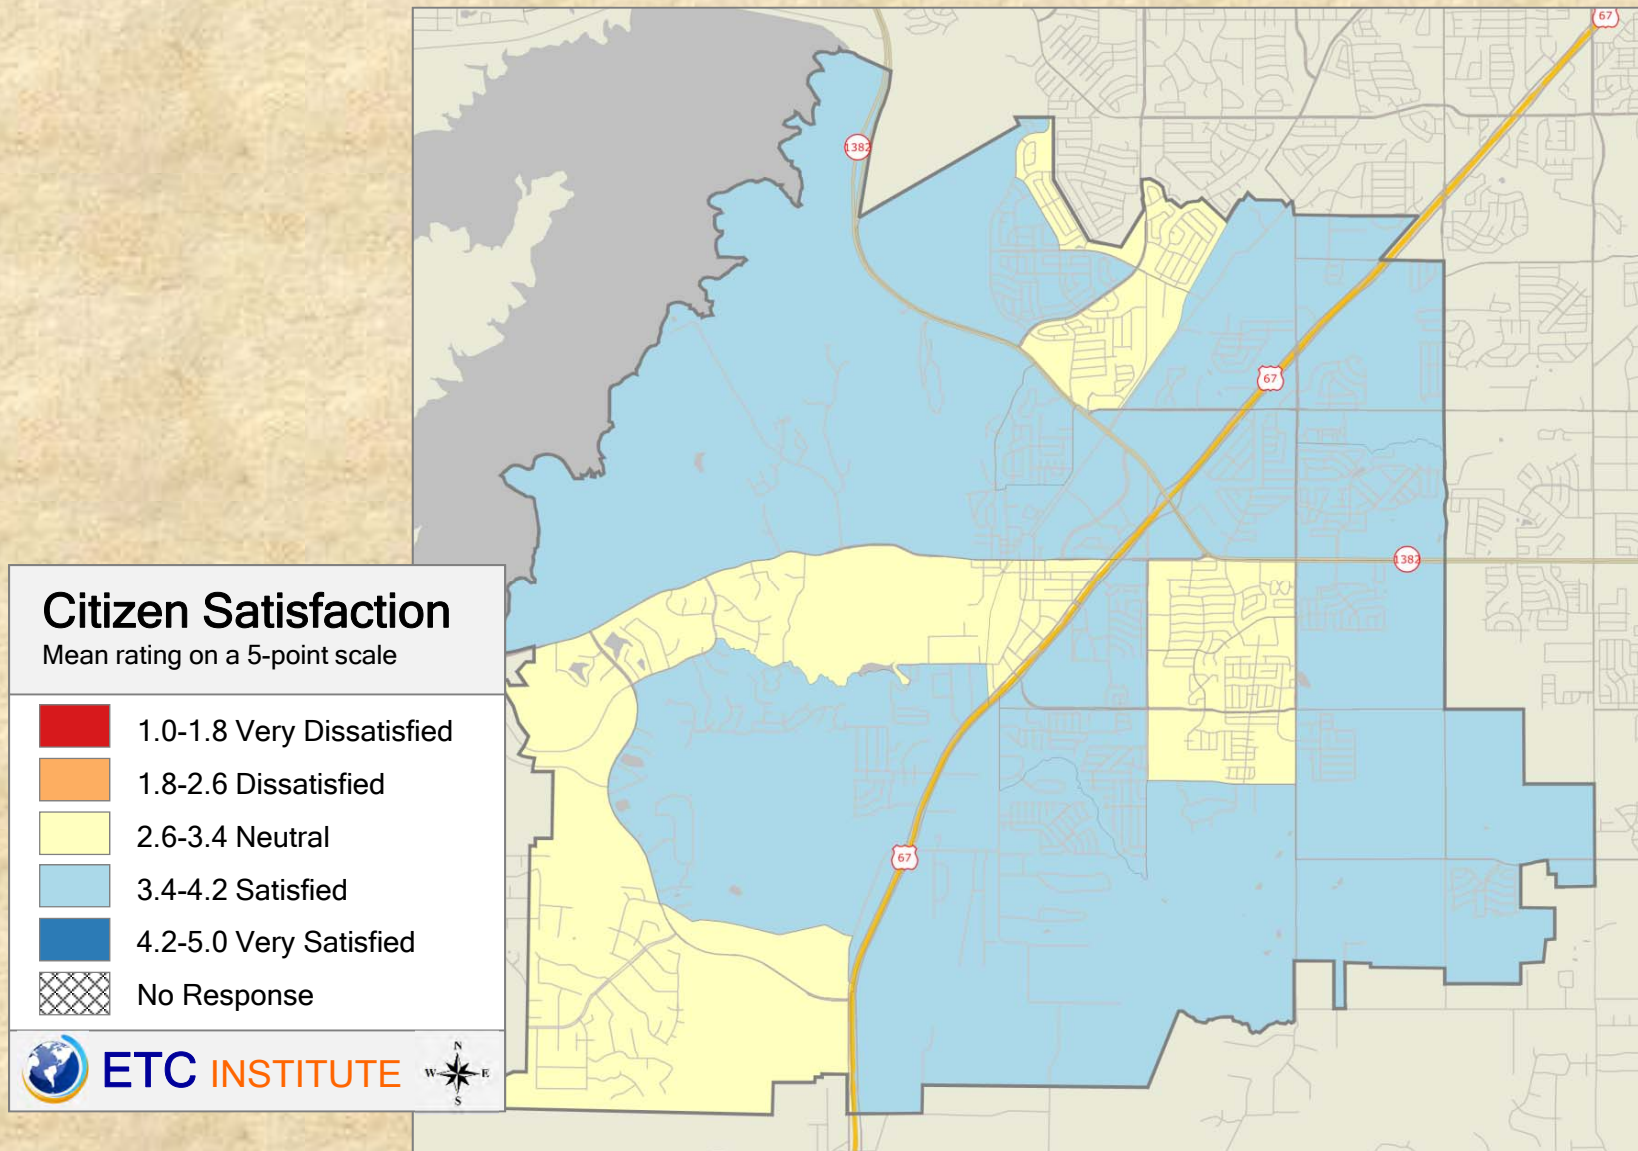 67
1382
67
1382
67
Citizen Satisfaction
Mean rating on a 5-point scale
1.0-1.8 Very Dissatisfied
1.8-2.6 Dissatisfied
2.6-3.4 Neutral
3.4-4.2 Satisfied
4.2-5.0 Very Satisfied
No Response
ETC INSTITUTE
N
W E
S